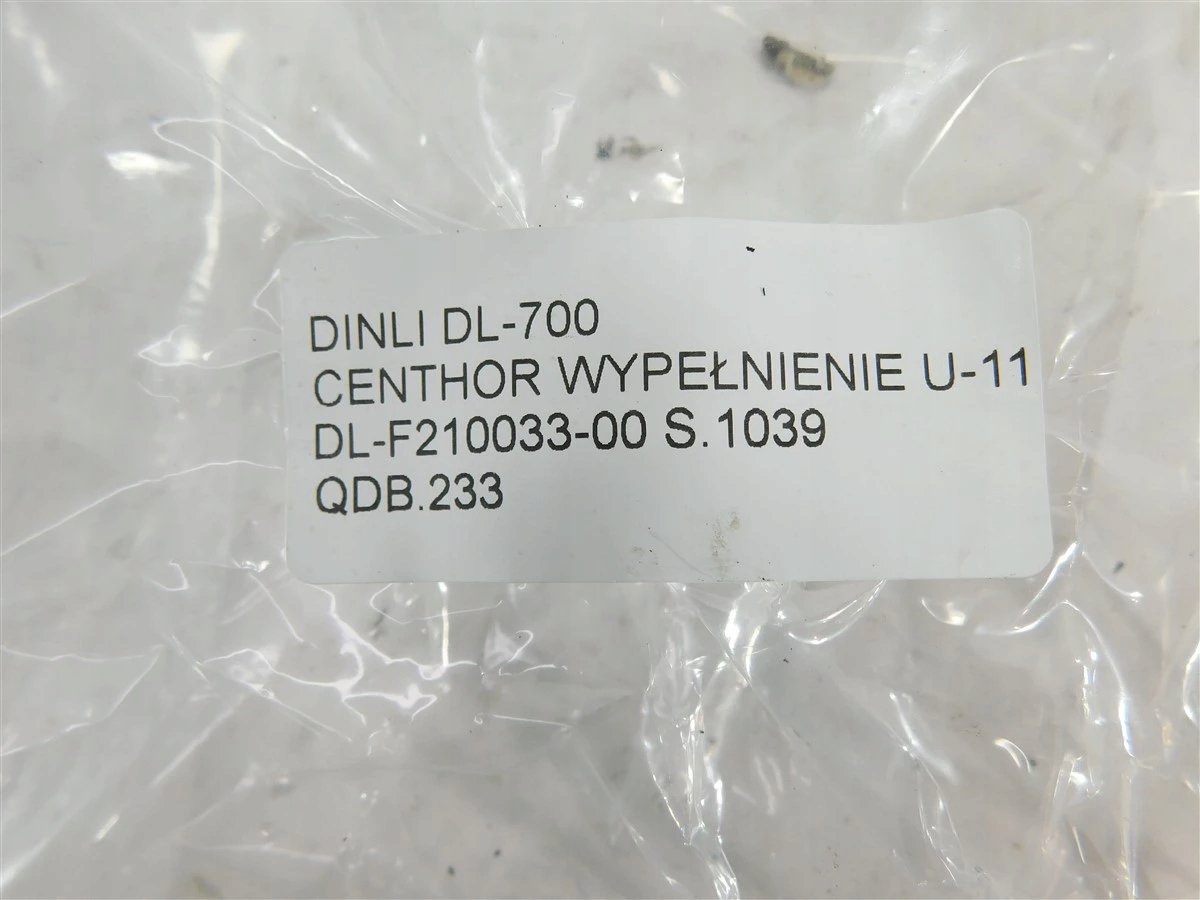 DINLI DL-700
CENTHOR WYPEŁNIENIE U-11
DL-F210033-00 S.1039
QDB.233